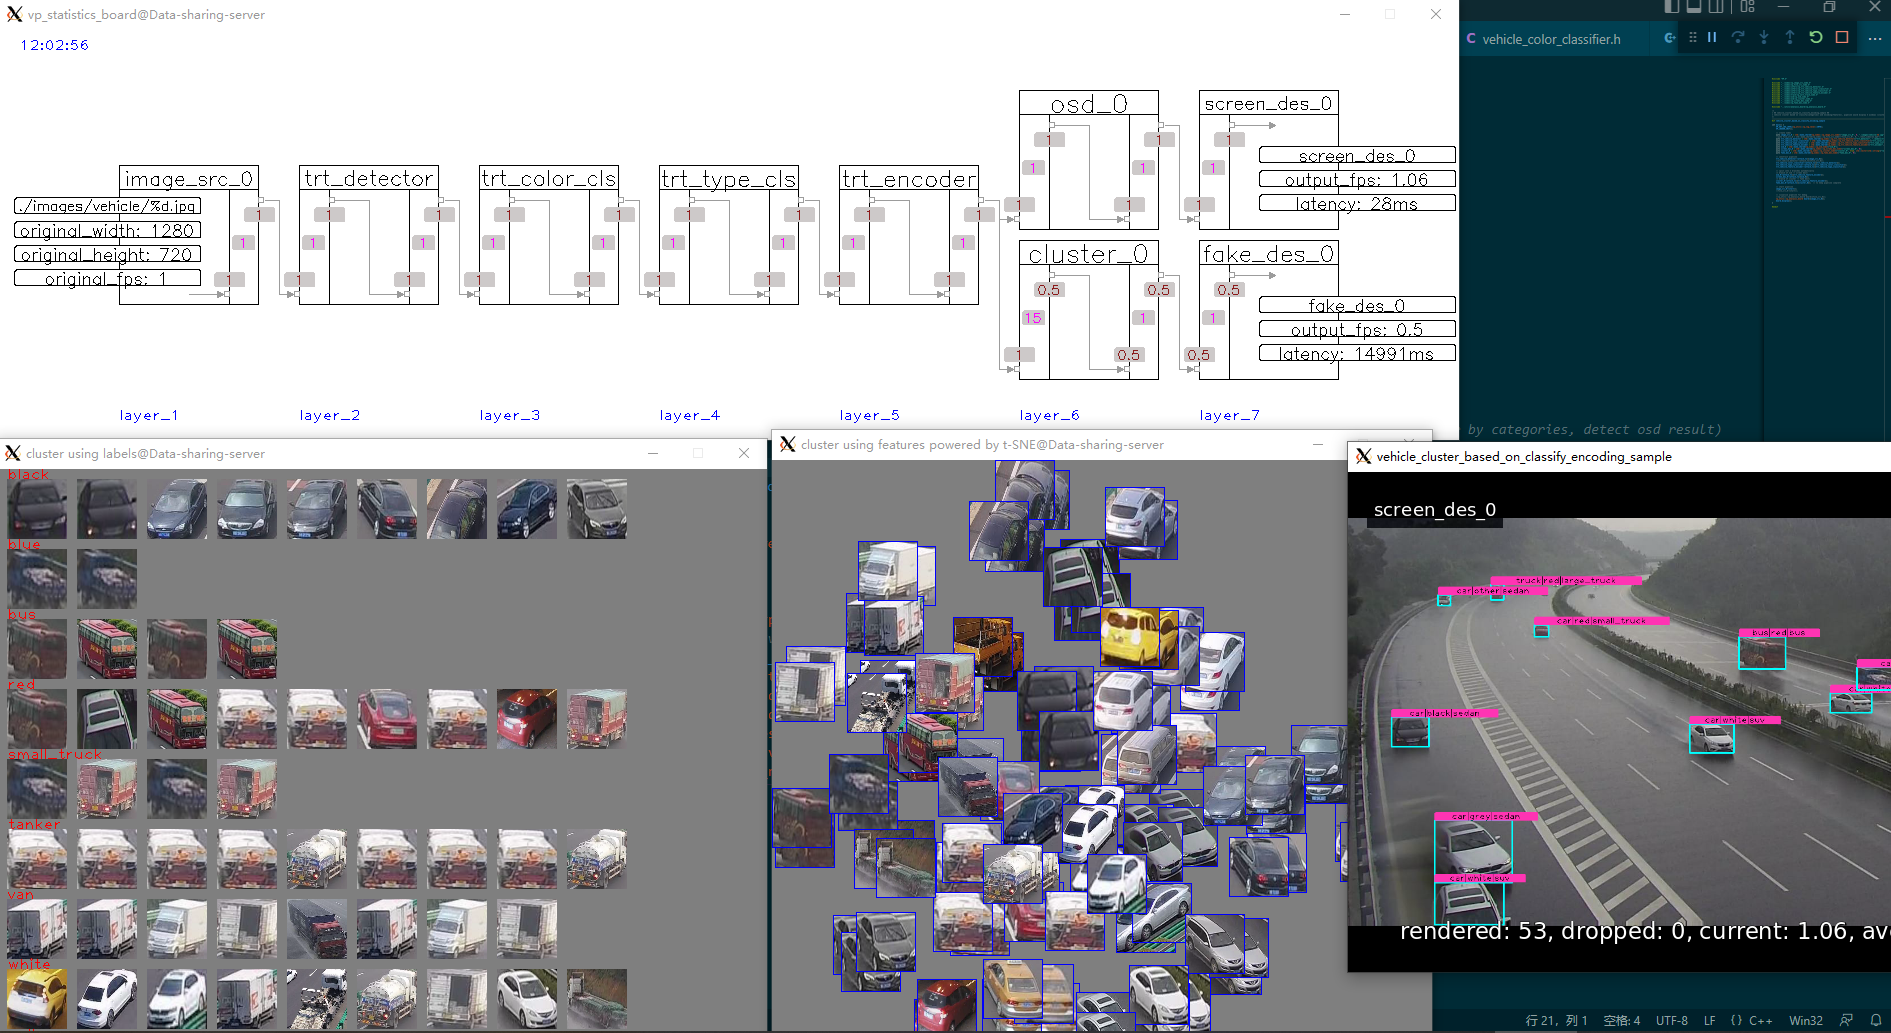 vp_statistics_board@Data-sharing-server
12:02:56
image_src_0
./images/vehicle/%d.jpg
original_width: 1280
original_height: 720
original_fps: 1
1
1
1
trt_detector
1
1
1
1
1
1
trt_color_cls
1
1
1
1
1
1
trt_type_cls
1
1
1
1
1
1
trt_encoder
1
1
1
1
1
1
osd_0
1
1
1
1
1
1
screen_des_0
1
1
1
screen_des_0
output_fps: 1.06
latency: 28ms
cluster_0
0.5
0.5
15
1
1
0.5
fake_des_0
0.5
1
0.5
fake_des_0
output_fps: 0.5
latency: 14991ms
layer_1
layer_2
layer_3
layer_4
layer_5
layer_6
layer_7
vehicle_color_classifier.h
by categories, detect osd result)
cluster using labels@Data-sharing-server
black
blue
bus
red
small_truck
tanker
van
white
cluster using features powered by t-SNE@Data-sharing-server
vehicle_cluster_based_on_classify_encoding_sample
screen_des_0
truck|red|large_truck
car|other|sedan
car|red|small_truck
bus|red|bus
car|black|sedan
car|white|suv
car|grey|sedan
car|white|suv
rendered: 53, dropped: 0, current: 1.06, av
行 21，列 1
空格: 4
UTF-8
LF
{} C++
Win32